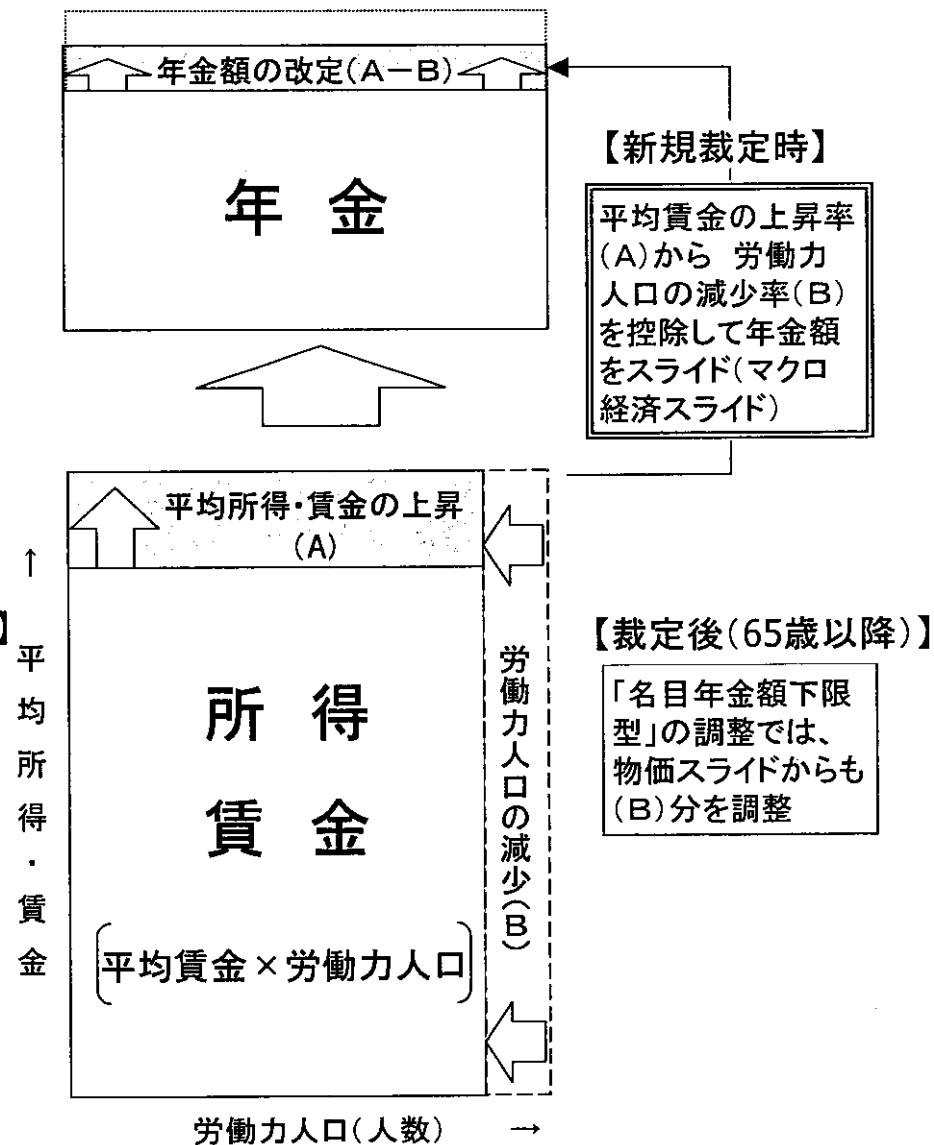 年金額の改定(A－B)
年 金
【新規裁定時】
平均賃金の上昇率
(A)から 労働力
人口の減少率(B)
を控除して年金額
をスライド(マクロ
経済スライド)
平均所得･賃金の上昇
(A)
↑
平均所得･賃金
】
所 得
賃 金
平均賃金×労働力人口
労働力人口の減少(B)
【裁定後(65歳以降)】
「名目年金額下限
型」の調整では、
物価スライドからも
(B)分を調整
労働力人口(人数) →